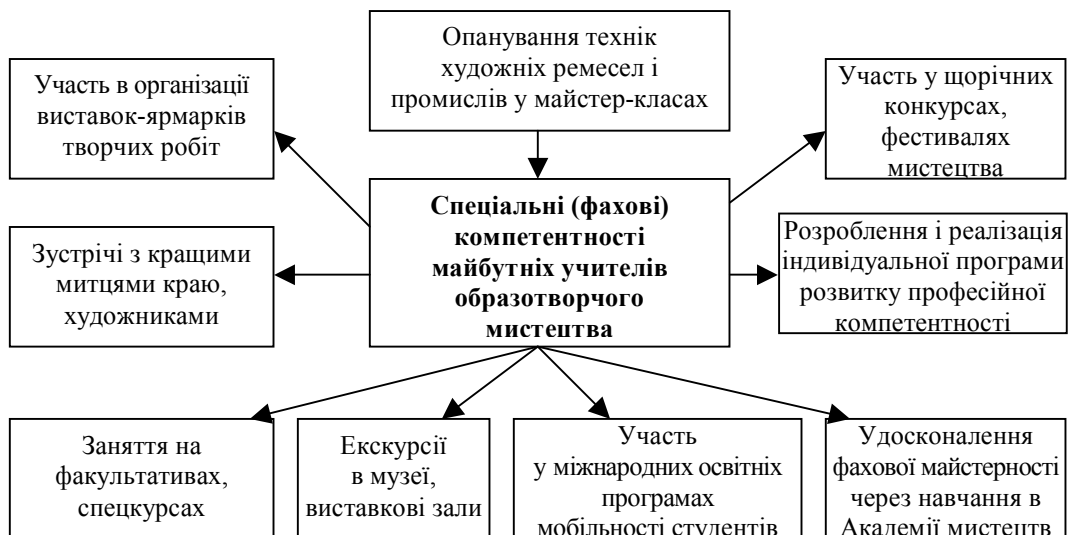 Опанування технік
художніх ремесел і
промислів у майстер-класах
Участь в організації
виставок-ярмарків
творчих робіт
Участь у щорічних
конкурсах,
фестивалях
мистецтва
Спеціальні (фахові)
компетентності
майбутніх учителів
образотворчого
мистецтва
Зустрічі з кращими
митцями краю,
художниками
Розроблення і реалізація
індивідуальної програми
розвитку професійної
компетентності
Заняття на
факультативах,
спецкурсах
Екскурсії
в музеї,
виставкові зали
Участь
у міжнародних освітніх
програмах
мобільності студентів
Удосконалення
фахової майстерності
через навчання в
Академії мистецтв